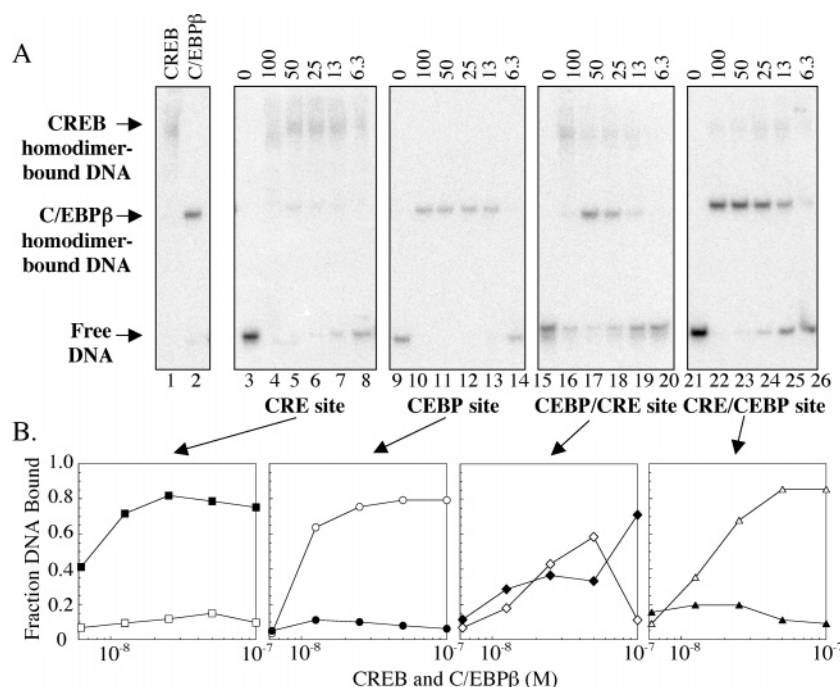 A
CREB
C/EBPβ
0 100 50 25 13 6.3
0 100 50 25 13 6.3
0 100 50 25 13 6.3
0 100 50 25 13 6.3
CREB
homodimer-
bound DNA
C/EBPβ
homodimer-
bound DNA
Free
DNA
1 2 3 4 5 6 7 8 9 10 11 12 13 14 15 16 17 18 19 20 21 22 23 24 25 26
CRE site CEBP site CEBP/CRE site CRE/CEBP site
B.
Fraction DNA Bound
1.0
0.8
0.6
0.4
0.2
0
10-8 10-7 10-8 10-7 10-8 10-7 10-8 10-7
CREB and C/EBPβ (M)